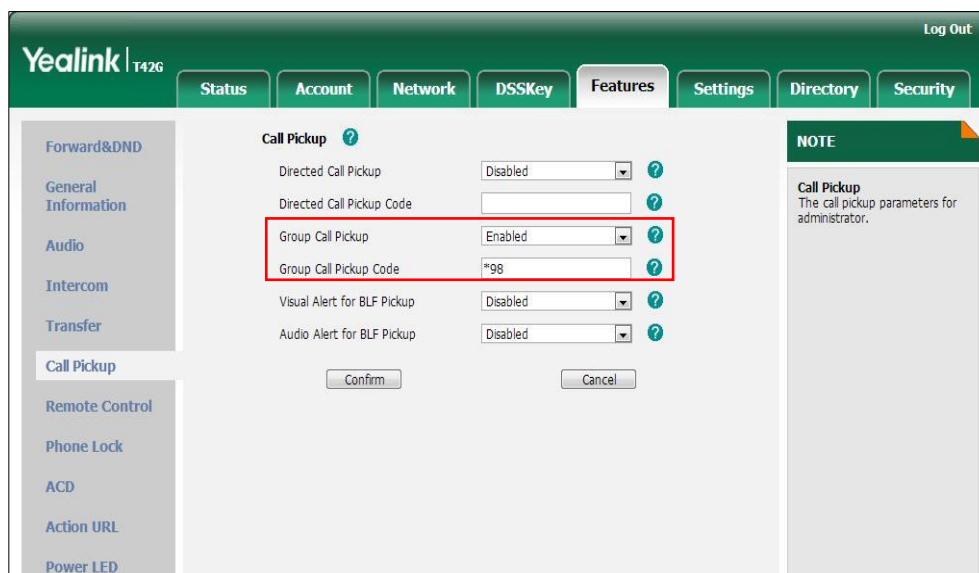 Log Out
Yealink | T42G
Status Account Network DSSKey Features Settings Directory Security
Forward&DND
General
Information
Audio
Intercom
Transfer
Call Pickup
Remote Control
Phone Lock
ACD
Action URL
Power LED
Call Pickup ?
Directed Call Pickup Disabled ?
Directed Call Pickup Code ?
Group Call Pickup Enabled ?
Group Call Pickup Code *98 ?
Visual Alert for BLF Pickup Disabled ?
Audio Alert for BLF Pickup Disabled ?
Confirm Cancel
NOTE
Call Pickup
The call pickup parameters for
administrator.